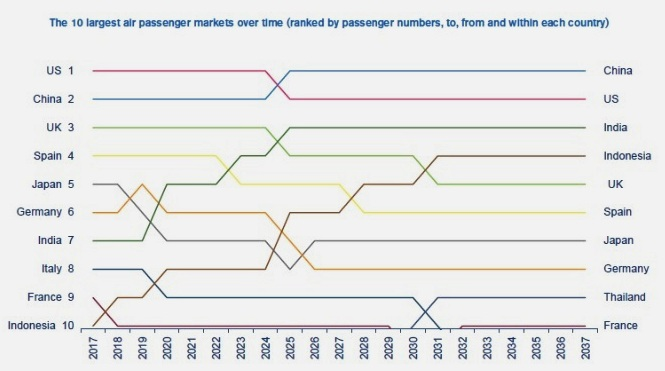 The 10 largest air passenger markets over time (ranked by passenger numbers, to, from and within each country)
US 1
China 2
UK 3
Spain 4
Japan 5
Germany 6
India 7
Italy 8
France 9
Indonesia 10
China
US
India
Indonesia
UK
Spain
Japan
Germany
Thailand
France
2017 2018 2019 2020 2021 2022 2023 2024 2025 2026 2027 2028 2029 2030 2031 2032 2033 2034 2035 2036 2037